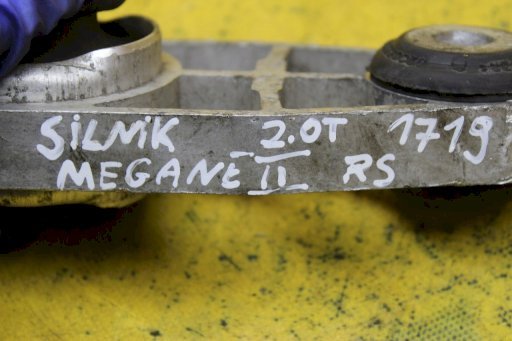 SiLNiK - 2.0T 1719
MEGANE II RS